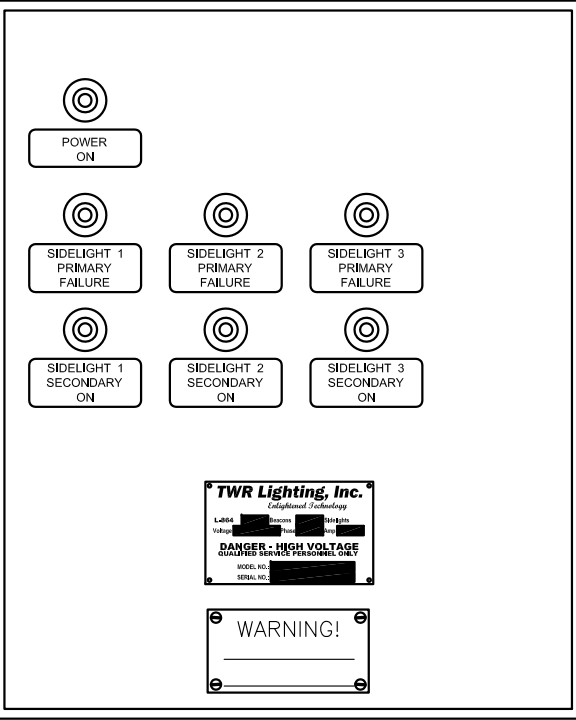 POWER
ON
SIDELIGHT 1
PRIMARY
FAILURE
SIDELIGHT 2
PRIMARY
FAILURE
SIDELIGHT 3
PRIMARY
FAILURE
SIDELIGHT 1
SECONDARY
ON
SIDELIGHT 2
SECONDARY
ON
SIDELIGHT 3
SECONDARY
ON
TWR Lighting, Inc.
Enlightened Technology
L-864 Beacons Sidelights
Voltage Phase Amp
DANGER - HIGH VOLTAGE
QUALIFIED SERVICE PERSONNEL ONLY
MODEL NO.:
SERIAL NO.:
WARNING!